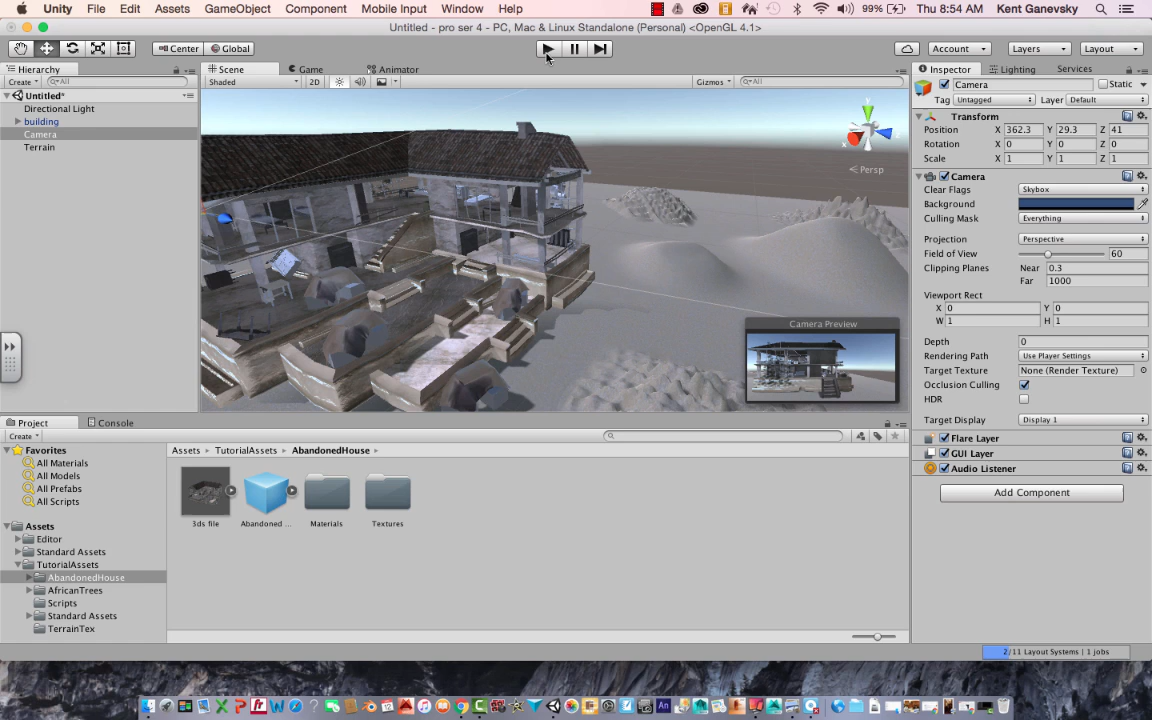 Unity File Edit Assets GameObject Component Mobile Input Window Help 99% Thu 8:54 AM Kent Ganevsky
Untitled - pro ser 4 - PC, Mac & Linux Standalone (Personal) <OpenGL 4.1>
Center Global Account Layers Layout
Hierarchy
Create All
Untitled*
Directional Light
building
Camera
Terrain
Scene Game Animator
Shaded 2D Gizmos All
y
x
Persp
Camera Preview
Inspector Lighting Services
Camera Static
Tag Untagged Layer Default
Transform
Position X 362.3 Y 29.3 Z 41
Rotation X 0 Y 0 Z 0
Scale X 1 Y 1 Z 1
Camera
Clear Flags Skybox
Background
Culling Mask Everything
Projection Perspective
Field of View 60
Clipping Planes Near 0.3
Far 1000
Viewport Rect
X 0 Y 0
W 1 H 1
Depth 0
Rendering Path Use Player Settings
Target Texture None (Render Texture)
Occlusion Culling
HDR
Target Display Display 1
Flare Layer
GUI Layer
Audio Listener
Add Component
Project Console
Create
Favorites
All Materials
All Models
All Prefabs
All Scripts
Assets
Editor
Standard Assets
TutorialAssets
AbandonedHouse
AfricanTrees
Scripts
Standard Assets
TerrainTex
Assets TutorialAssets AbandonedHouse
3ds file Abandoned ... Materials Textures
2/11 Layout Systems | 1 jobs